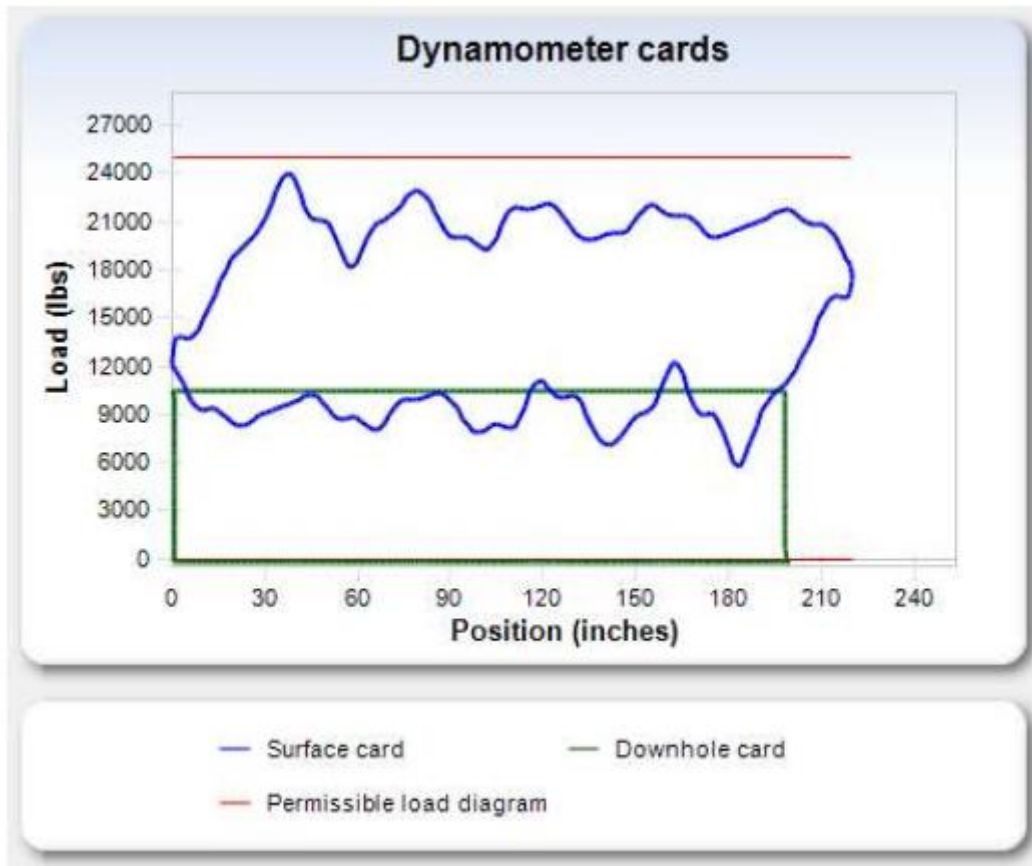 Dynamometer cards
27000
24000
21000
18000
15000
12000
9000
6000
3000
0
Load (lbs)
0 30 60 90 120 150 180 210 240
Position (inches)
Surface card Downhole card
Permissible load diagram